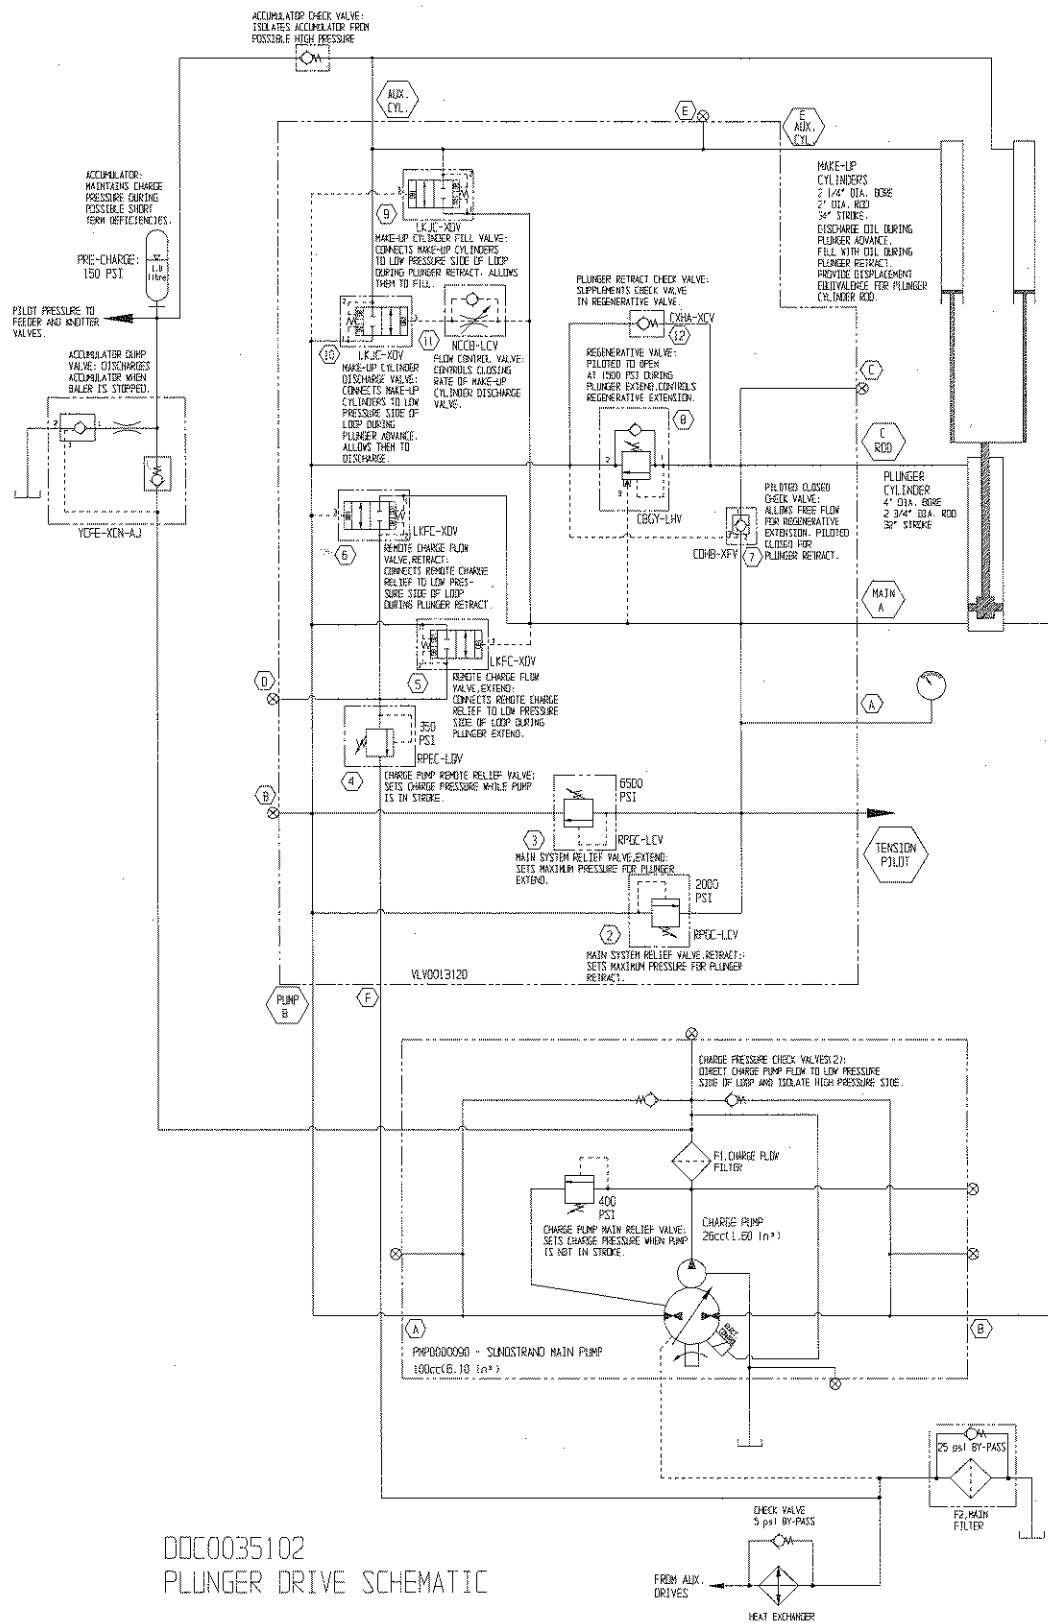 ACCUMULATOR CHECK VALVE:
ISOLATES ACCUMULATOR FROM
POSSIBLE HIGH PRESSURE
AUX.
CYL.
E
E
AUX.
CYL.
ACCUMULATOR:
MAINTAINS CHARGE
PRESSURE DURING
POSSIBLE SHORT
TERM DEFICIENCIES.
PRE-CHARGE:
150 PSI
1.0
litre
PILOT PRESSURE TO
FEEDER AND KNOTTER
VALVES.
ACCUMULATOR DUMP
VALVE: DISCHARGES
ACCUMULATOR WHEN
BALER IS STOPPED.
YCFE-XCN-AJ
9
LKJC-XDV
MAKE-UP CYLINDER FILL VALVE:
CONNECTS MAKE-UP CYLINDERS
TO LOW PRESSURE SIDE OF LOOP
DURING PLUNGER RETRACT. ALLOWS
THEM TO FILL.
10
LKJC-XDV
MAKE-UP CYLINDER
DISCHARGE VALVE:
CONNECTS MAKE-UP
CYLINDERS TO LOW
PRESSURE SIDE OF
LOOP DURING
PLUNGER ADVANCE.
ALLOWS THEM TO
DISCHARGE.
11
NCCB-LCV
FLOW CONTROL VALVE:
CONTROLS CLOSING
RATE OF MAKE-UP
CYLINDER DISCHARGE
VALVE.
PLUNGER RETRACT CHECK VALVE:
SUPPLEMENTS CHECK VALVE
IN REGENERATIVE VALVE.
CXHA-XCV
12
REGENERATIVE VALVE:
PILOTED TO OPEN
AT 1500 PSI DURING
PLUNGER EXTEND. CONTROLS
REGENERATIVE EXTENSION.
8
CBGY-LHV
MAKE-UP
CYLINDERS
2 1/4" DIA. BORE
2" DIA. ROD
34" STROKE.
DISCHARGE OIL DURING
PLUNGER ADVANCE.
FILL WITH OIL DURING
PLUNGER RETRACT.
PROVIDE DISPLACEMENT
EQUIVALENCE FOR PLUNGER
CYLINDER ROD.
C
C
ROD
PILOTED CLOSED
CHECK VALVE:
ALLOWS FREE FLOW
FOR REGENERATIVE
EXTENSION. PILOTED
CLOSED FOR
PLUNGER RETRACT.
7
PLUNGER
CYLINDER
4" DIA. BORE
2 3/4" DIA. ROD
32" STROKE
6
LKFC-XDV
REMOTE CHARGE FLOW
VALVE, RETRACT:
CONNECTS REMOTE CHARGE
RELIEF TO LOW PRES-
SURE SIDE OF LOOP
DURING PLUNGER RETRACT.
MAIN
A
5
LKFC-XDV
REMOTE CHARGE FLOW
VALVE, EXTEND:
CONNECTS REMOTE CHARGE
RELIEF TO LOW PRESSURE
SIDE OF LOOP DURING
PLUNGER EXTEND.
D
A
350
PSI
RPEC-LDV
4
CHARGE PUMP REMOTE RELIEF VALVE:
SETS CHARGE PRESSURE WHILE PUMP
IS IN STROKE.
B
6500
PSI
3
RPGC-LCV
MAIN SYSTEM RELIEF VALVE, EXTEND:
SETS MAXIMUM PRESSURE FOR PLUNGER
EXTEND.
TENSION
PILOT
2000
PSI
2
RPGC-LCV
MAIN SYSTEM RELIEF VALVE, RETRACT:
SETS MAXIMUM PRESSURE FOR PLUNGER
RETRACT.
VLV0013120
PUMP
B
F
CHARGE PRESSURE CHECK VALVES(2):
DIRECT CHARGE PUMP FLOW TO LOW PRESSURE
SIDE OF LOOP AND ISOLATE HIGH PRESSURE SIDE.
F1, CHARGE FLOW
FILTER
400
PSI
CHARGE PUMP MAIN RELIEF VALVE:
SETS CHARGE PRESSURE WHEN PUMP
IS NOT IN STROKE.
CHARGE PUMP
26cc(1.60 in³)
A
B
PMP0000090 - SUNDSTRAND MAIN PUMP
100cc(6.10 in³)
25 psi BY-PASS
F2, MAIN
FILTER
CHECK VALVE
5 psi BY-PASS
FROM AUX.
DRIVES
HEAT EXCHANGER
DOC0035102
PLUNGER DRIVE SCHEMATIC